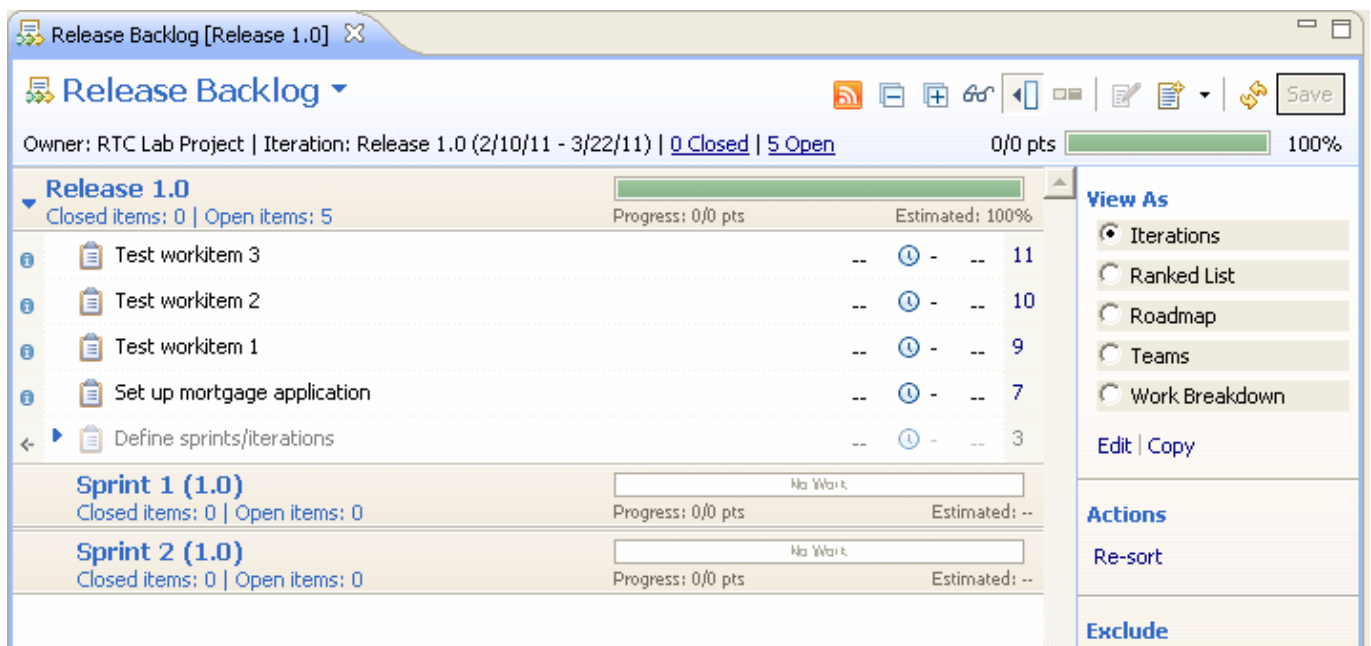 Release Backlog [Release 1.0]
Release Backlog
Save
Owner: RTC Lab Project | Iteration: Release 1.0 (2/10/11 - 3/22/11) | 0 Closed | 5 Open 0/0 pts 100%
Release 1.0
Closed items: 0 | Open items: 5 Progress: 0/0 pts Estimated: 100%
Test workitem 3 -- - -- 11
Test workitem 2 -- - -- 10
Test workitem 1 -- - -- 9
Set up mortgage application -- - -- 7
Define sprints/iterations -- - -- 3
Sprint 1 (1.0) No Work
Closed items: 0 | Open items: 0 Progress: 0/0 pts Estimated: --
Sprint 2 (1.0) No Work
Closed items: 0 | Open items: 0 Progress: 0/0 pts Estimated: --
View As
Iterations
Ranked List
Roadmap
Teams
Work Breakdown
Edit | Copy
Actions
Re-sort
Exclude